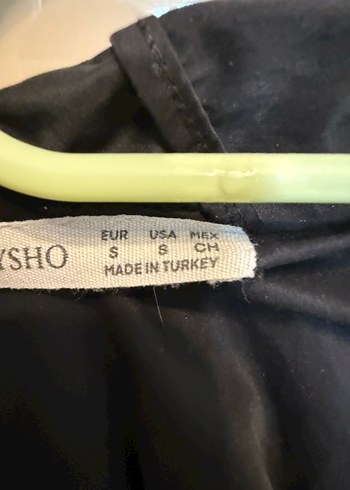 YSHO
EUR USA MEX
S S CH
MADE IN TURKEY